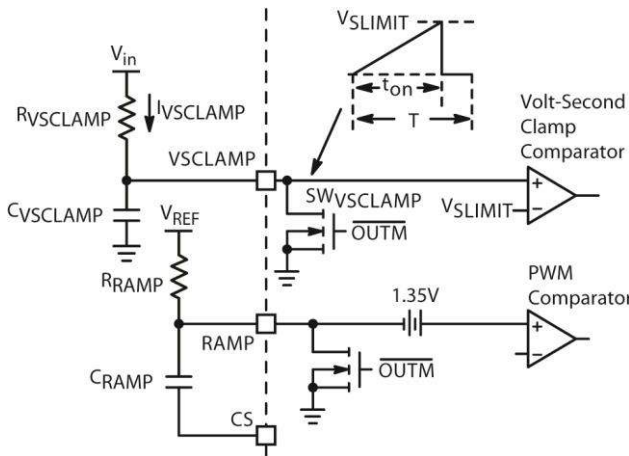 VSLIMIT
Vin
ton
T
RVSCLAMP
IVSCLAMP
Volt-Second
Clamp
Comparator
VSCLAMP
SWVSCLAMP
CVSCLAMP
VREF
OUTM
VSLIMIT
+
−
RRAMP
1.35V
PWM
Comparator
RAMP
+
−
OUTM
CRAMP
CS